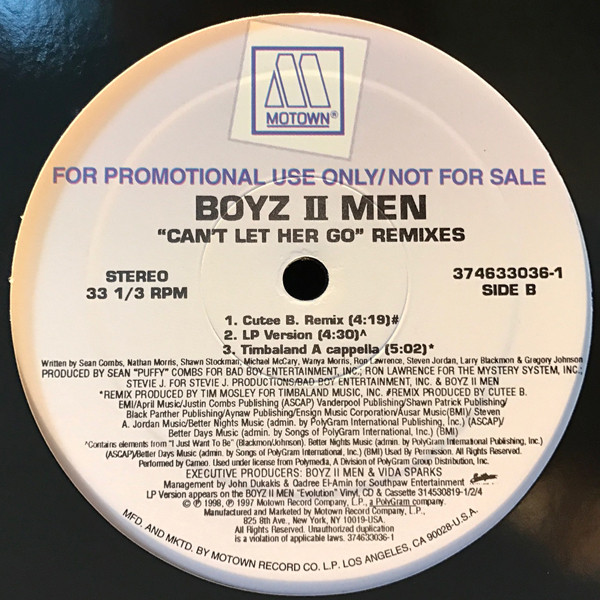 MOTOWN®
FOR PROMOTIONAL USE ONLY/NOT FOR SALE
BOYZ II MEN
"CAN'T LET HER GO" REMIXES
STEREO
33 1/3 RPM
374633036-1
SIDE B
1. Cutee B. Remix (4:19)#
2. LP Version (4:30)^
3. Timbaland A cappella (5:02)*
Written by Sean Combs, Nathan Morris, Shawn Stockman, Michael McCary, Wanya Morris, Ron Lawrence, Steven Jordan, Larry Blackmon & Gregory Johnson
PRODUCED BY SEAN "PUFFY" COMBS FOR BAD BOY ENTERTAINMENT, INC.; RON LAWRENCE FOR THE MYSTERY SYSTEM, INC.;
STEVIE J. FOR STEVIE J. PRODUCTIONS/BAD BOY ENTERTAINMENT, INC. & BOYZ II MEN
*REMIX PRODUCED BY TIM MOSLEY FOR TIMBALAND MUSIC, INC. #REMIX PRODUCED BY CUTEE B.
EMI/April Music/Justin Combs Publishing (ASCAP) Vanderpool Publishing/Shawn Patrick Publishing/
Black Panther Publishing/Aynaw Publishing/Ensign Music Corporation/Ausar Music(BMI)/ Steven
A. Jordan Music/Better Nights Music (admin. by PolyGram International Publishing, Inc.) (ASCAP)/
Better Days Music (admin. by Songs of PolyGram International, Inc.) (BMI)
^Contains elements from "I Just Want To Be" (Blackmon/Johnson). Better Nights Music (admin. by PolyGram International Publishing, Inc.)
(ASCAP)/Better Days Music (admin. by Songs of PolyGram International, Inc.) (BMI) Used By Permission. All Rights Reserved.
Performed by Cameo. Used under license from Polymedia, A Division of PolyGram Group Distribution, Inc.
EXECUTIVE PRODUCERS: BOYZ II MEN & VIDA SPARKS
Management by John Dukakis & Qadree El-Amin for Southpaw Entertainment
LP Version appears on the BOYZ II MEN "Evolution" Vinyl, CD & Cassette 314530819-1/2/4
© ℗ 1998, ℗ 1997 Motown Record Company, L.P., a PolyGram company.
Manufactured and Marketed by Motown Record Company, L.P.,
825 8th Ave., New York, NY 10019-USA.
All Rights Reserved. Unauthorized duplication
is a violation of applicable laws. 374633036-1
MFD. AND MKTD. BY MOTOWN RECORD CO. L.P. LOS ANGELES, CA 90028-U.S.A.